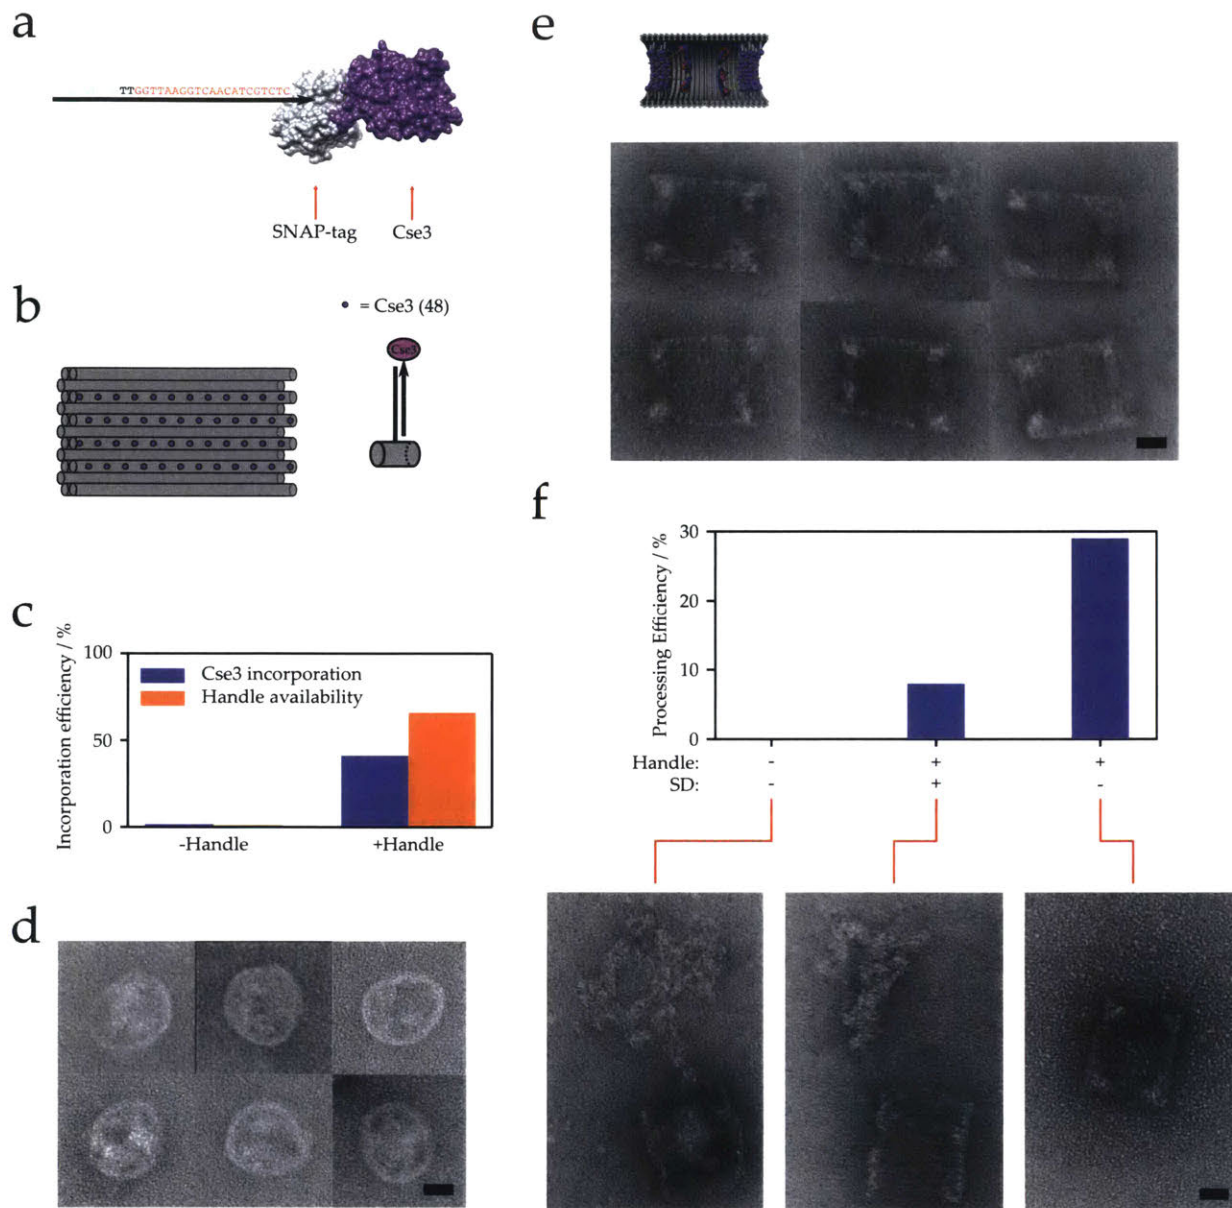 a
TTGGTTAAGGTCAACATCGTCTC
SNAP-tag Cse3
b
= Cse3 (48)
Cse3
c
Incorporation efficiency / %
100
50
0
Cse3 incorporation
Handle availability
-Handle +Handle
d
e
f
Processing Efficiency / %
30
20
10
0
Handle: - + +
SD: - + -